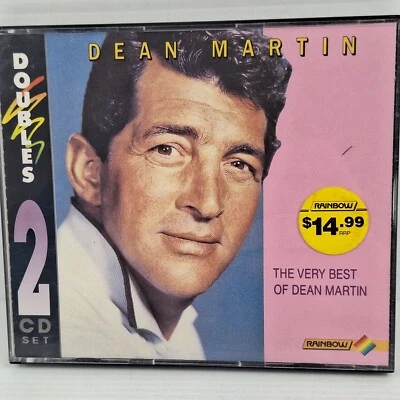 DEAN MARTIN
DOUBLES
2
CD
SET
RAINBOW
$14.99
RRP
THE VERY BEST
OF DEAN MARTIN
RAINBOW